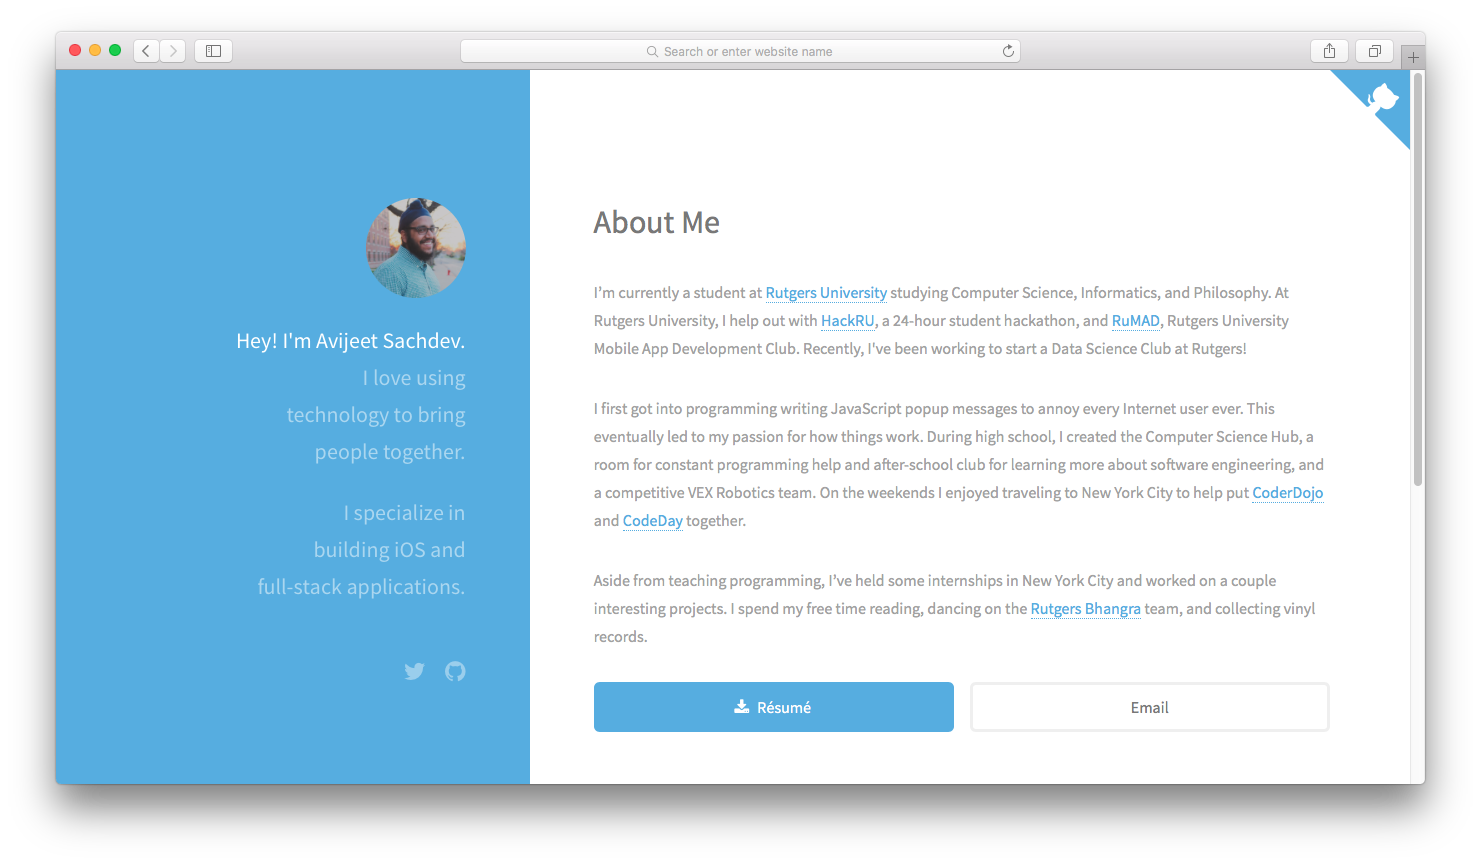 Search or enter website name
Hey! I'm Avijeet Sachdev.
I love using
technology to bring
people together.
I specialize in
building iOS and
full-stack applications.
About Me
I’m currently a student at Rutgers University studying Computer Science, Informatics, and Philosophy. At
Rutgers University, I help out with HackRU, a 24-hour student hackathon, and RuMAD, Rutgers University
Mobile App Development Club. Recently, I've been working to start a Data Science Club at Rutgers!
I first got into programming writing JavaScript popup messages to annoy every Internet user ever. This
eventually led to my passion for how things work. During high school, I created the Computer Science Hub, a
room for constant programming help and after-school club for learning more about software engineering, and
a competitive VEX Robotics team. On the weekends I enjoyed traveling to New York City to help put CoderDojo
and CodeDay together.
Aside from teaching programming, I’ve held some internships in New York City and worked on a couple
interesting projects. I spend my free time reading, dancing on the Rutgers Bhangra team, and collecting vinyl
records.
Résumé
Email